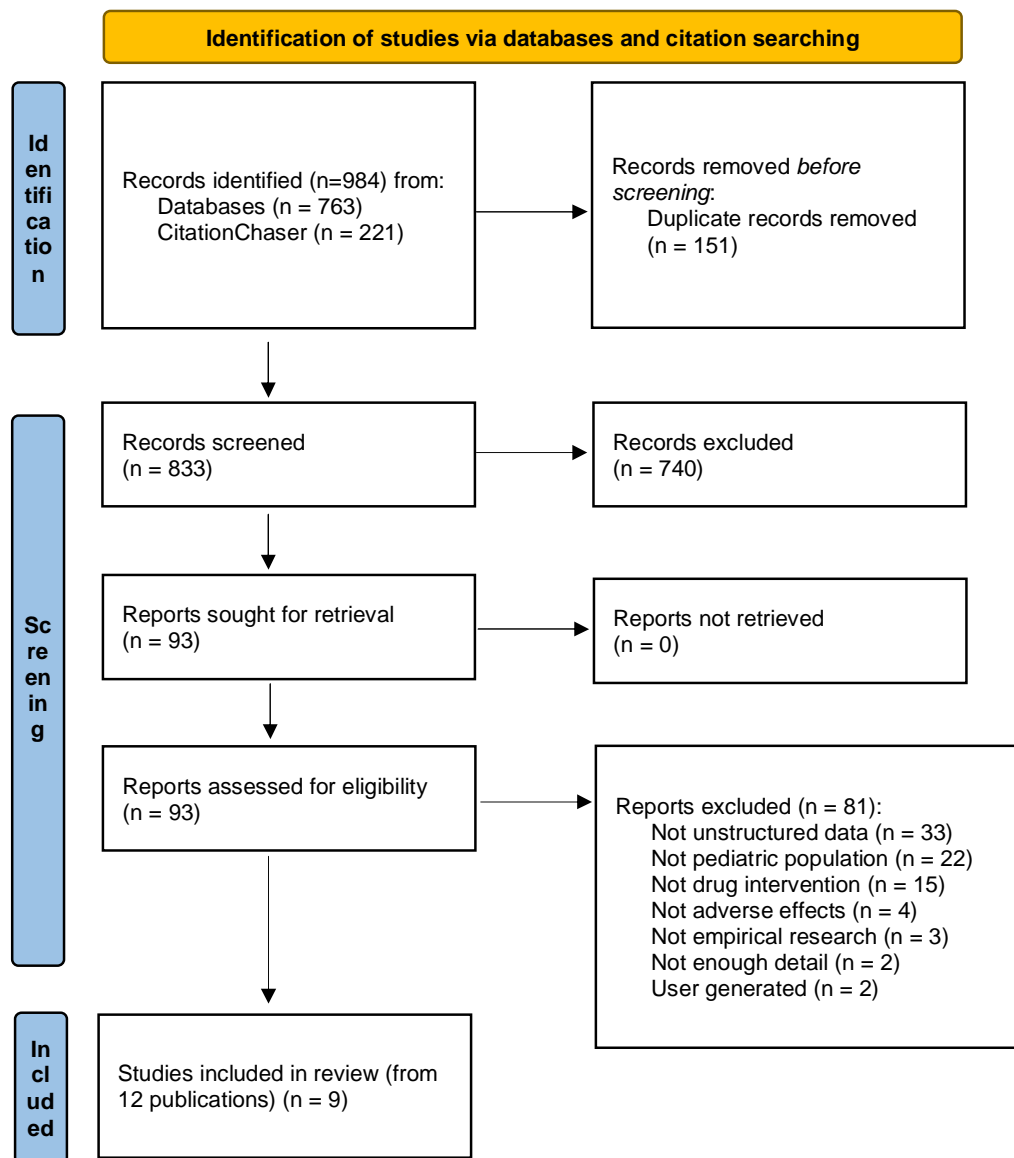 Identification of studies via databases and citation searching
Id
en
tifi
ca
tio
n
Records identified (n=984) from:
Databases (n = 763)
CitationChaser (n = 221)
Records removed before
screening:
Duplicate records removed
(n = 151)
Sc
re
en
in
g
Records screened
(n = 833)
Records excluded
(n = 740)
Reports sought for retrieval
(n = 93)
Reports not retrieved
(n = 0)
Reports assessed for eligibility
(n = 93)
Reports excluded (n = 81):
Not unstructured data (n = 33)
Not pediatric population (n = 22)
Not drug intervention (n = 15)
Not adverse effects (n = 4)
Not empirical research (n = 3)
Not enough detail (n = 2)
User generated (n = 2)
In
cl
ud
ed
Studies included in review (from
12 publications) (n = 9)